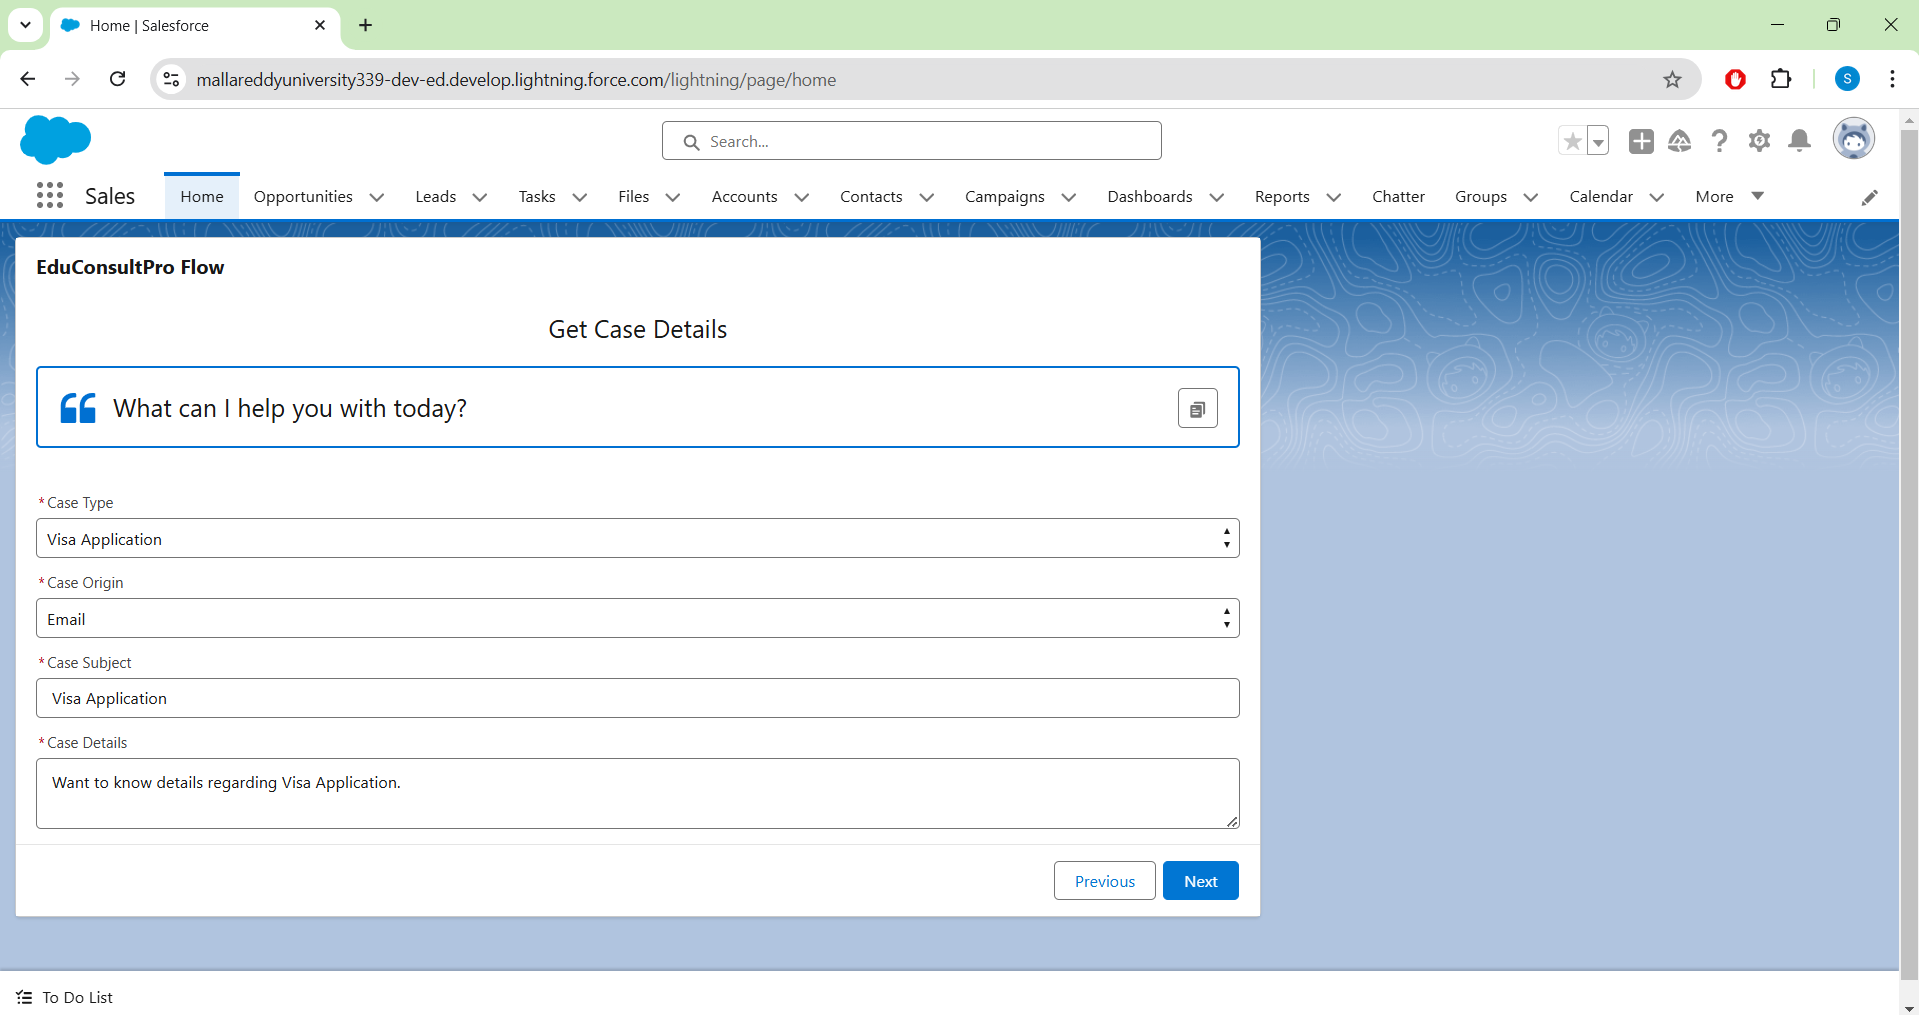 Home | Salesforce
mallareddyuniversity339-dev-ed.develop.lightning.force.com/lightning/page/home
S
Search...
Sales
Home
Opportunities
Leads
Tasks
Files
Accounts
Contacts
Campaigns
Dashboards
Reports
Chatter
Groups
Calendar
More
EduConsultPro Flow
Get Case Details
What can I help you with today?
*Case Type
Visa Application
*Case Origin
Email
*Case Subject
Visa Application
*Case Details
Want to know details regarding Visa Application.
Previous
Next
To Do List